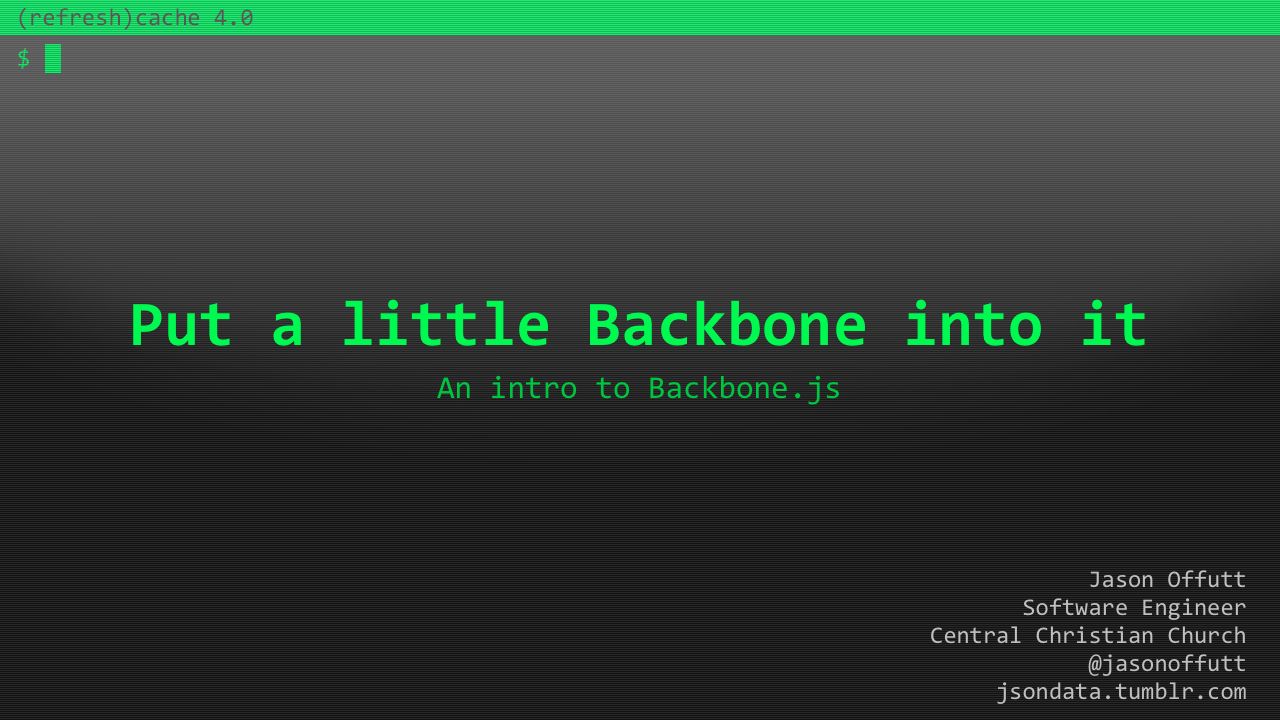 (refresh)cache 4.0
$
Put a little Backbone into it
An intro to Backbone.js
Jason Offutt
Software Engineer
Central Christian Church
@jasonoffutt
jsondata.tumblr.com